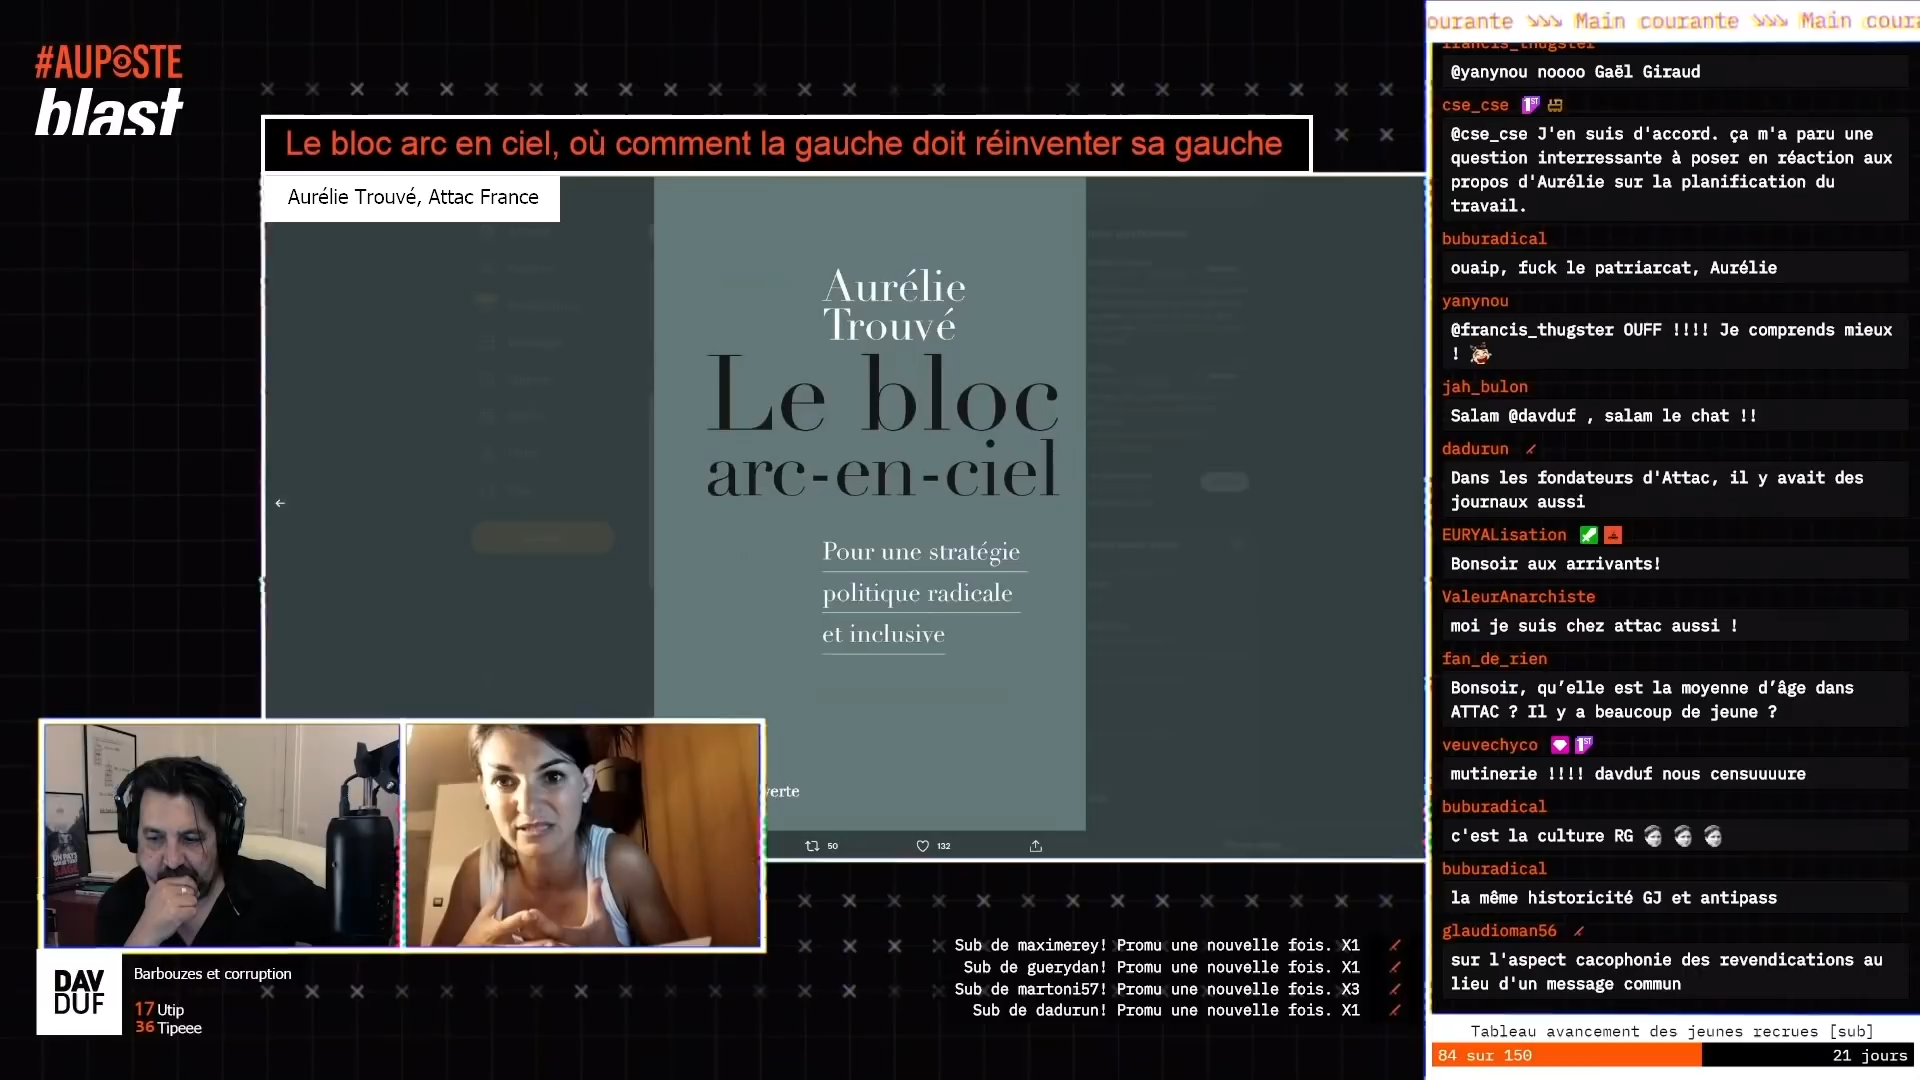 #AUPOSTE
blast
Le bloc arc en ciel, où comment la gauche doit réinventer sa gauche
Aurélie Trouvé, Attac France
Aurélie
Trouvé
Le bloc
arc-en-ciel
Pour une stratégie
politique radicale
et inclusive
verte
50
132
DAV
DUF
Barbouzes et corruption
17 Utip
36 Tipeee
Sub de maximerey! Promu une nouvelle fois. X1
Sub de guerydan! Promu une nouvelle fois. X1
Sub de martoni57! Promu une nouvelle fois. X3
Sub de dadurun! Promu une nouvelle fois. X1
ourante >>> Main courante >>> Main cour
francis_thugster
@yanynou noooo Gaël Giraud
cse_cse
@cse_cse J'en suis d'accord. ça m'a paru une
question interressante à poser en réaction aux
propos d'Aurélie sur la planification du
travail.
buburadical
ouaip, fuck le patriarcat, Aurélie
yanynou
@francis_thugster OUFF !!!! Je comprends mieux
!
jah_bulon
Salam @davduf , salam le chat !!
dadurun
Dans les fondateurs d'Attac, il y avait des
journaux aussi
EURYALisation
Bonsoir aux arrivants!
ValeurAnarchiste
moi je suis chez attac aussi !
fan_de_rien
Bonsoir, qu’elle est la moyenne d’âge dans
ATTAC ? Il y a beaucoup de jeune ?
veuvechyco
mutinerie !!!! davduf nous censuuuure
buburadical
c'est la culture RG
buburadical
la même historicité GJ et antipass
glaudioman56
sur l'aspect cacophonie des revendications au
lieu d'un message commun
Tableau avancement des jeunes recrues [sub]
84 sur 150
21 jours